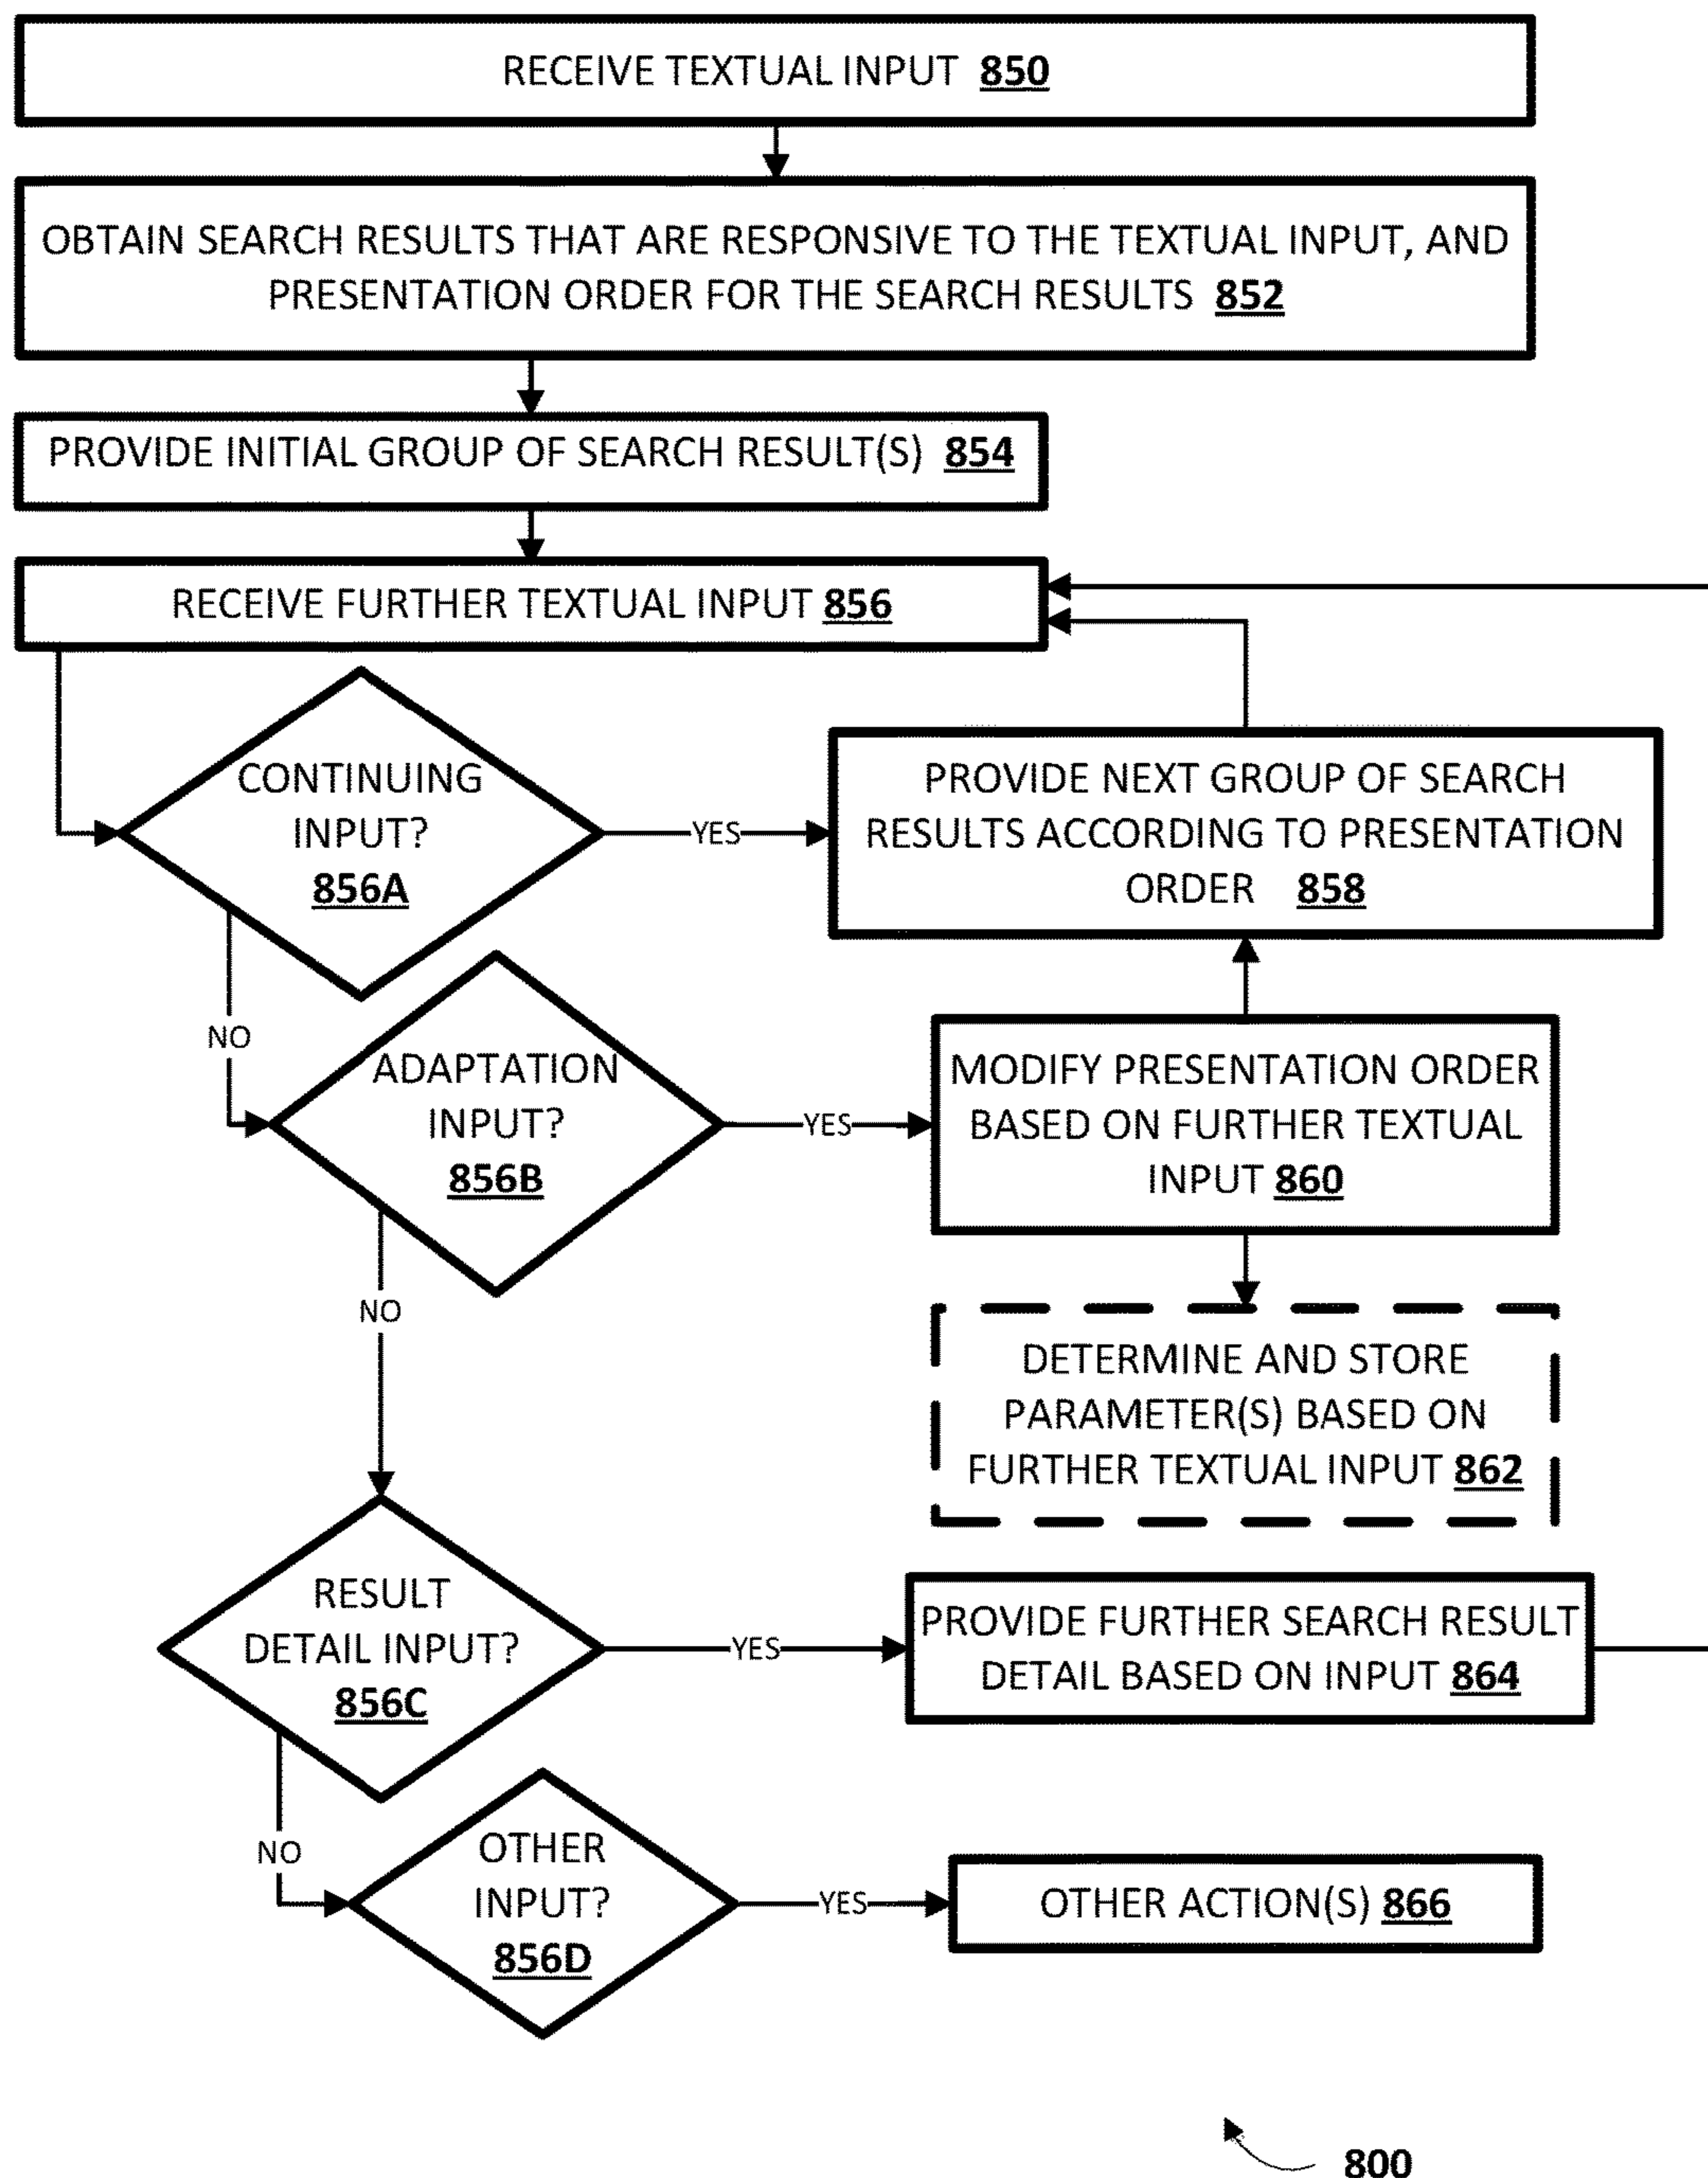 RECEIVE TEXTUAL INPUT 850
OBTAIN SEARCH RESULTS THAT ARE RESPONSIVE TO THE TEXTUAL INPUT, AND
PRESENTATION ORDER FOR THE SEARCH RESULTS 852
PROVIDE INITIAL GROUP OF SEARCH RESULT(S) 854
RECEIVE FURTHER TEXTUAL INPUT 856
CONTINUING
INPUT?
856A
YES
PROVIDE NEXT GROUP OF SEARCH
RESULTS ACCORDING TO PRESENTATION
ORDER 858
NO
ADAPTATION
INPUT?
856B
YES
MODIFY PRESENTATION ORDER
BASED ON FURTHER TEXTUAL
INPUT 860
NO
DETERMINE AND STORE
PARAMETER(S) BASED ON
FURTHER TEXTUAL INPUT 862
RESULT
DETAIL INPUT?
856C
YES
PROVIDE FURTHER SEARCH RESULT
DETAIL BASED ON INPUT 864
NO
OTHER
INPUT?
856D
YES
OTHER ACTION(S) 866
800